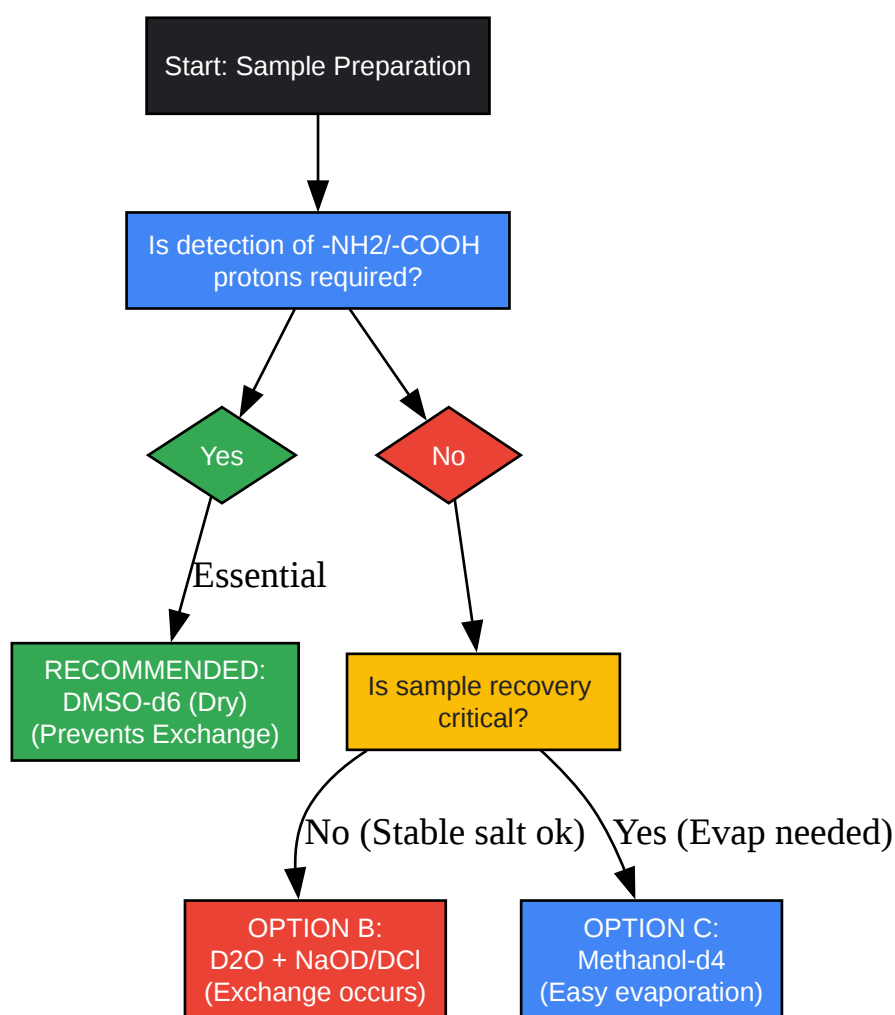 Start: Sample Preparation
Is detection of -NH2/-COOH
protons required?
Yes
No
Essential
RECOMMENDED:
DMSO-d6 (Dry)
(Prevents Exchange)
Is sample recovery
critical?
No (Stable salt ok)
Yes (Evap needed)
OPTION B:
D2O + NaOD/DCl
(Exchange occurs)
OPTION C:
Methanol-d4
(Easy evaporation)